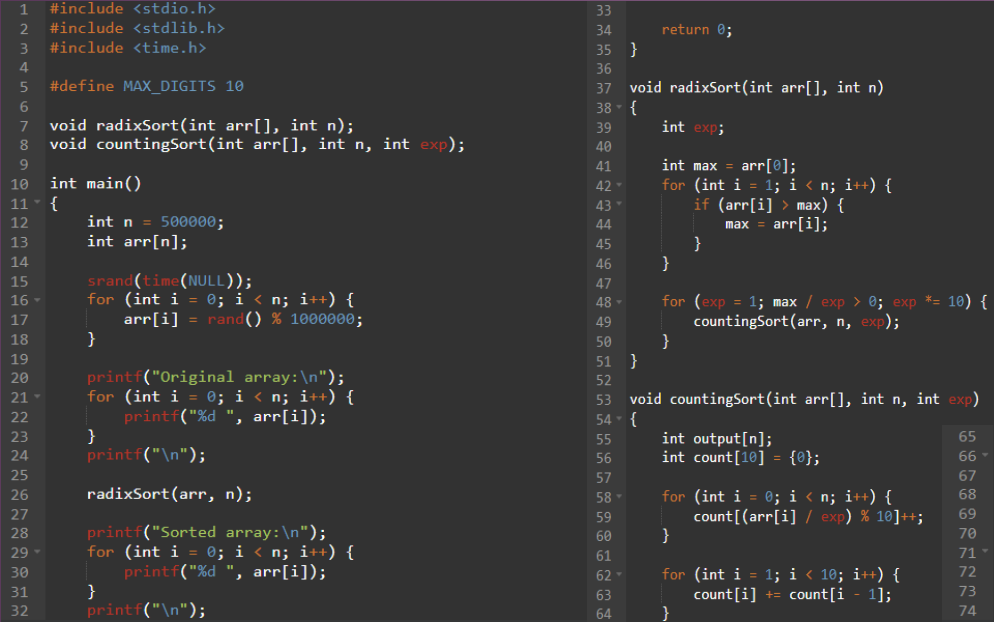 1 #include <stdio.h>
2 #include <stdlib.h>
3 #include <time.h>
4
5 #define MAX_DIGITS 10
6
7 void radixSort(int arr[], int n);
8 void countingSort(int arr[], int n, int exp);
9
10 int main()
11 {
12     int n = 500000;
13     int arr[n];
14
15     srand(time(NULL));
16     for (int i = 0; i < n; i++) {
17         arr[i] = rand() % 1000000;
18     }
19
20     printf("Original array:\n");
21     for (int i = 0; i < n; i++) {
22         printf("%d ", arr[i]);
23     }
24     printf("\n");
25
26     radixSort(arr, n);
27
28     printf("Sorted array:\n");
29     for (int i = 0; i < n; i++) {
30         printf("%d ", arr[i]);
31     }
32     printf("\n");
33
34     return 0;
35 }
36
37 void radixSort(int arr[], int n)
38 {
39     int exp;
40
41     int max = arr[0];
42     for (int i = 1; i < n; i++) {
43         if (arr[i] > max) {
44             max = arr[i];
45         }
46     }
47
48     for (exp = 1; max / exp > 0; exp *= 10) {
49         countingSort(arr, n, exp);
50     }
51 }
52
53 void countingSort(int arr[], int n, int exp)
54 {
55     int output[n];
56     int count[10] = {0};
57
58     for (int i = 0; i < n; i++) {
59         count[(arr[i] / exp) % 10]++;
60     }
61
62     for (int i = 1; i < 10; i++) {
63         count[i] += count[i - 1];
64     }
65
66
67
68
69
70
71
72
73
74